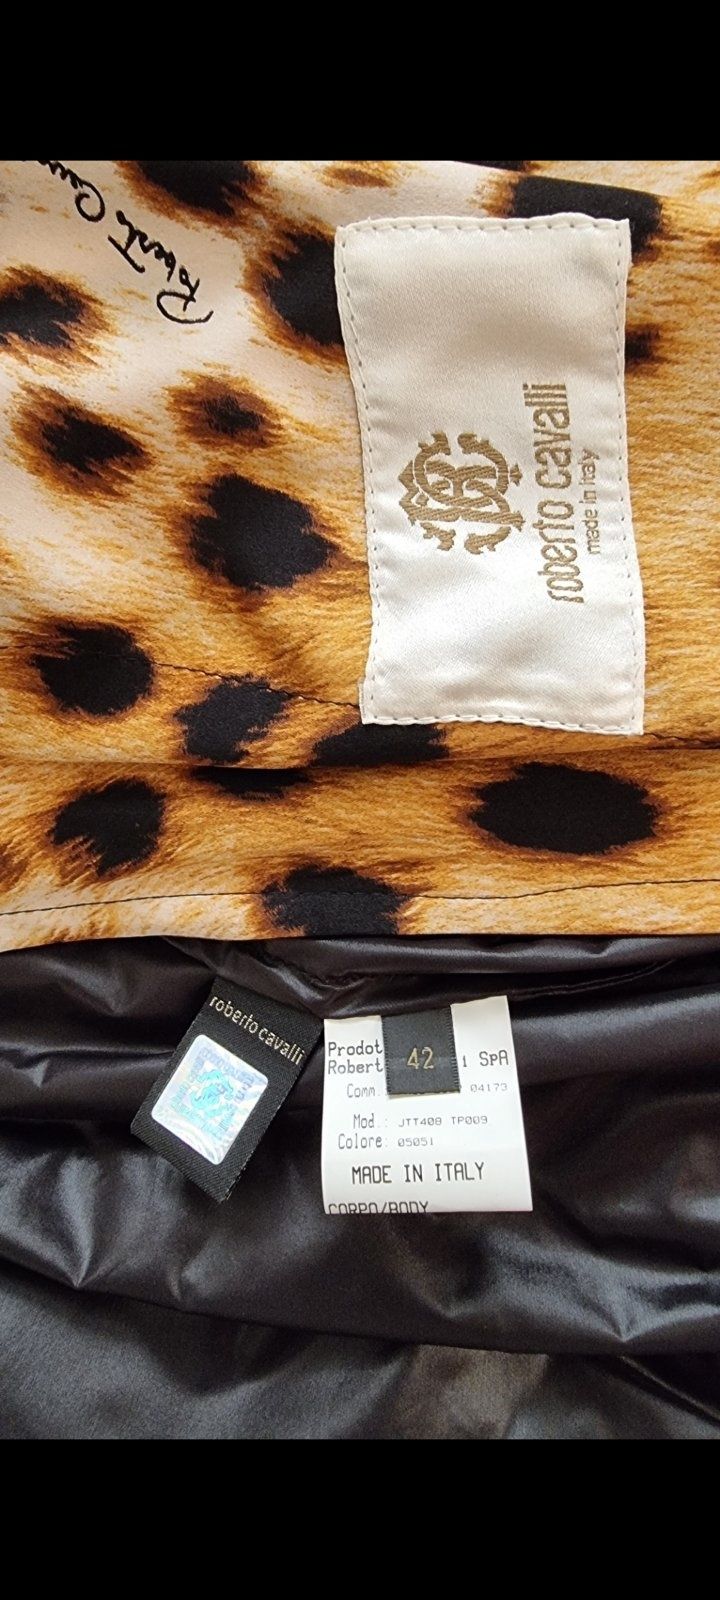 Roberto
roberto cavalli
made in italy
roberto cavalli
Prodot
Robert i SpA
42
Comm. 04173
Mod.: JTT408 TP009
Colore: 05051
MADE IN ITALY
CORPO/BODY